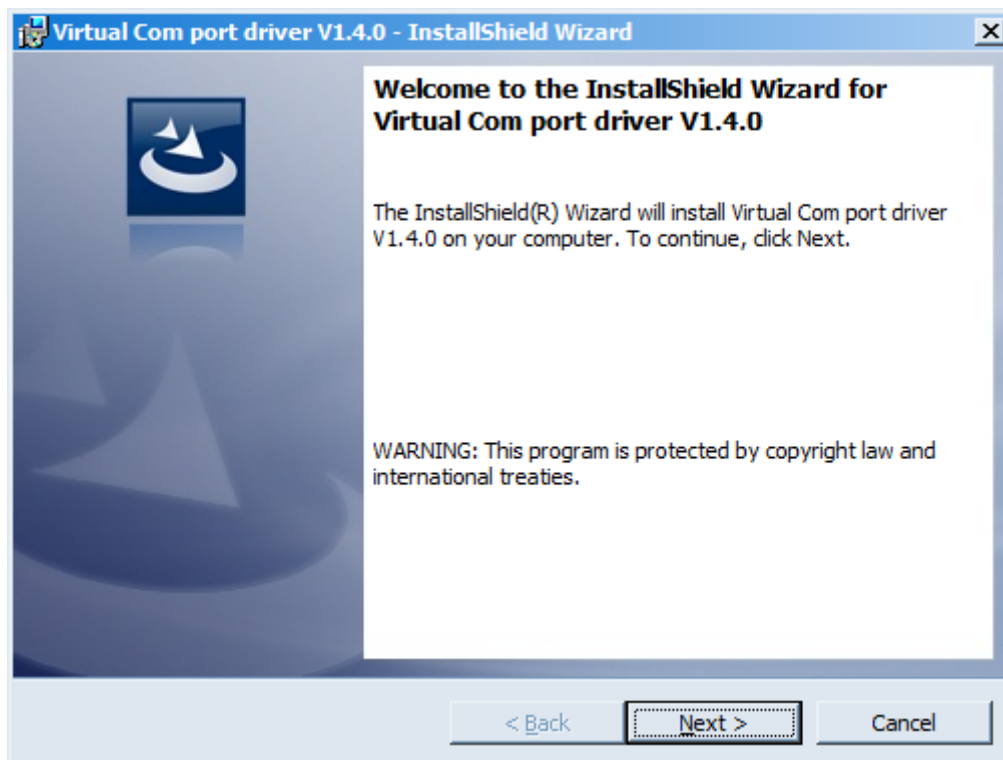 Virtual Com port driver V1.4.0 - InstallShield Wizard
Welcome to the InstallShield Wizard for
Virtual Com port driver V1.4.0
The InstallShield(R) Wizard will install Virtual Com port driver
V1.4.0 on your computer. To continue, click Next.
WARNING: This program is protected by copyright law and
international treaties.
< Back
Next >
Cancel